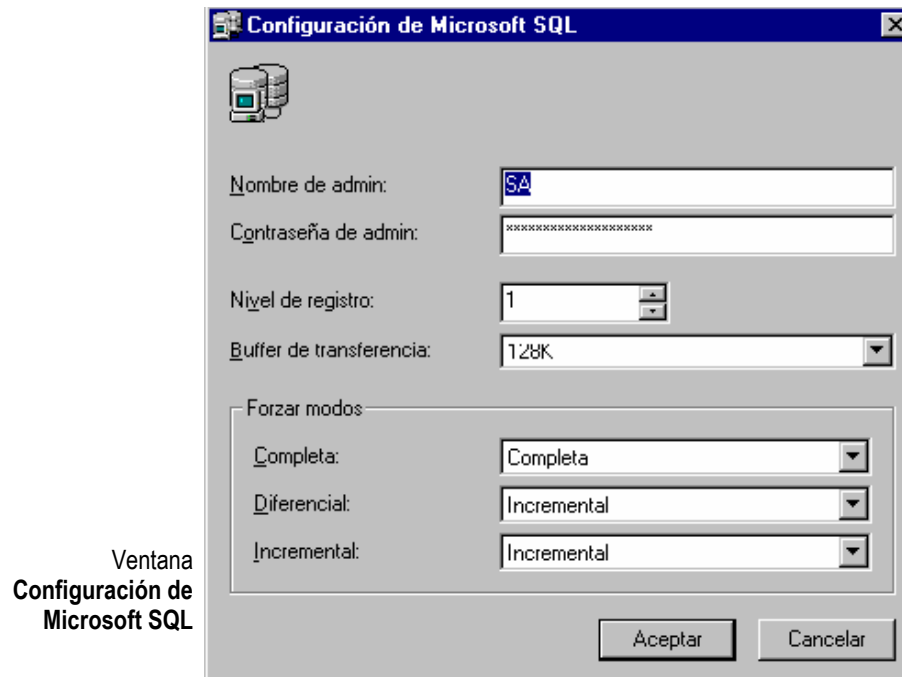 Configuración de Microsoft SQL
Nombre de admin: SA
Contraseña de admin: ********************
Nivel de registro: 1
Buffer de transferencia: 128K
Forzar modos
Completa: Completa
Diferencial: Incremental
Incremental: Incremental
Aceptar Cancelar
Ventana
Configuración de
Microsoft SQL